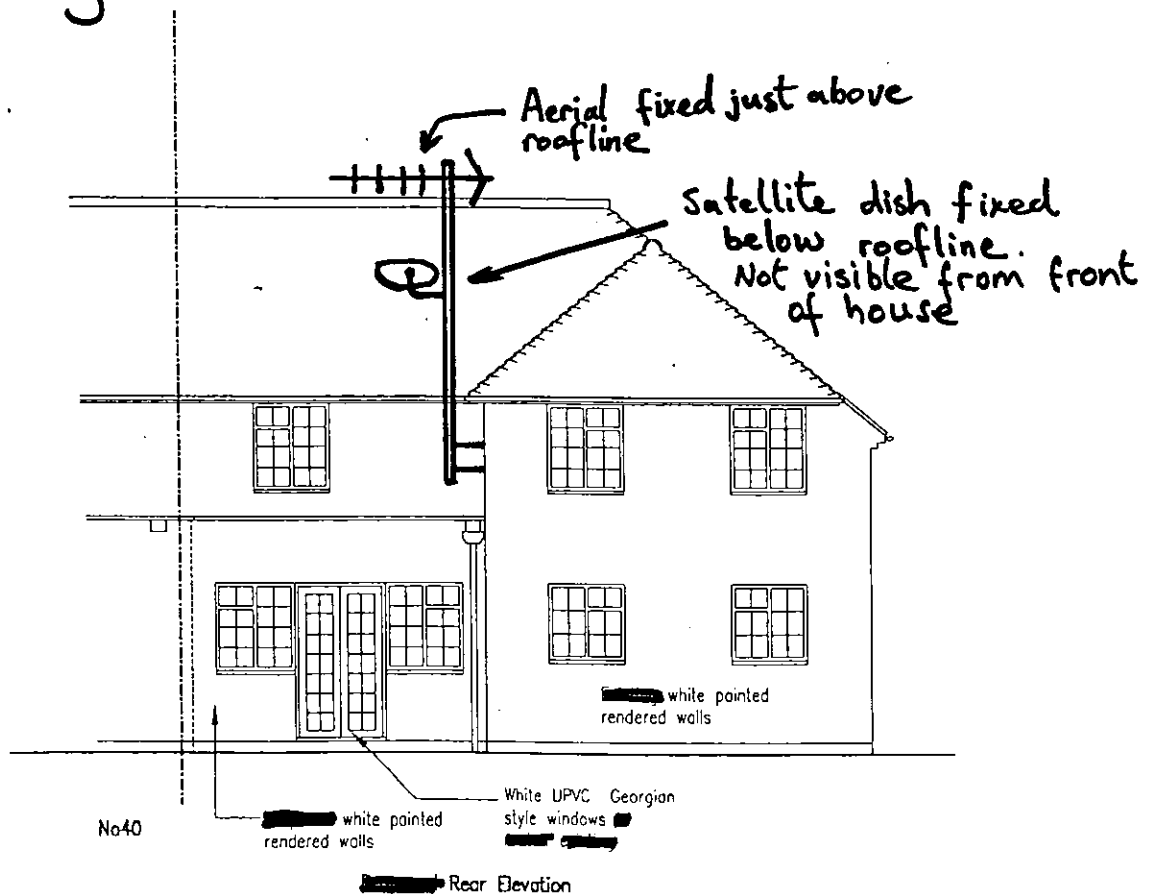 Aerial fixed just above
roofline
Satellite dish fixed
below roofline.
Not visible from front
of house
white painted
rendered walls
White UPVC Georgian
style windows
No40
white painted
rendered walls
Rear Elevation